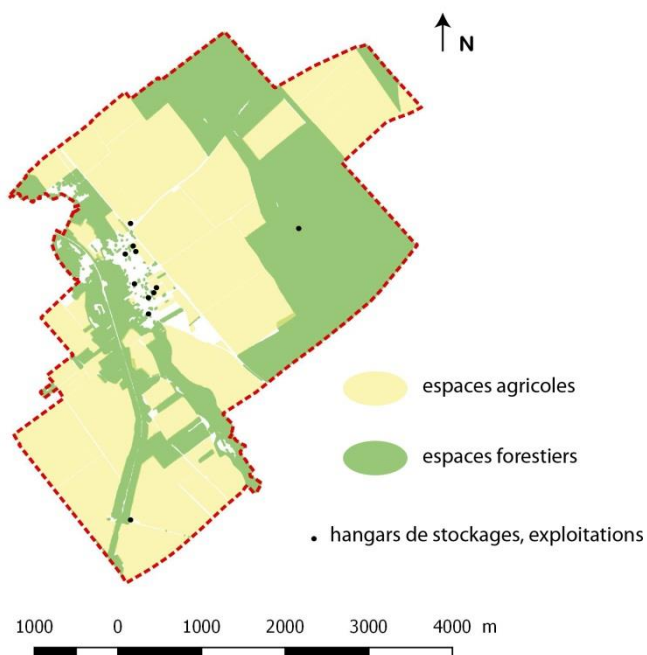 N
espaces agricoles
espaces forestiers
hangars de stockages, exploitations
1000 0 1000 2000 3000 4000 m